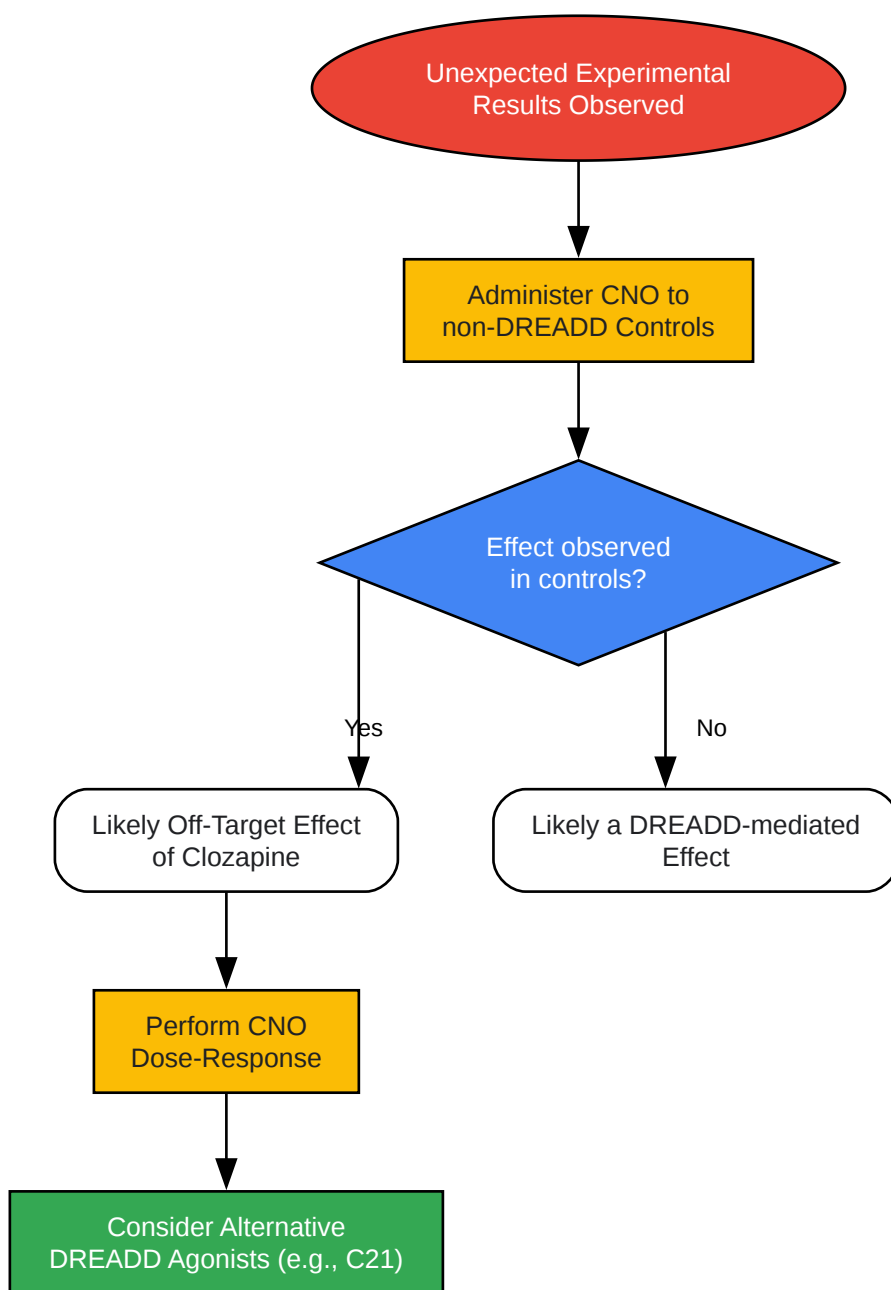 Unexpected Experimental
Results Observed
Administer CNO to
non-DREADD Controls
Effect observed
in controls?
Yes
No
Likely Off-Target Effect
of Clozapine
Likely a DREADD-mediated
Effect
Perform CNO
Dose-Response
Consider Alternative
DREADD Agonists (e.g., C21)